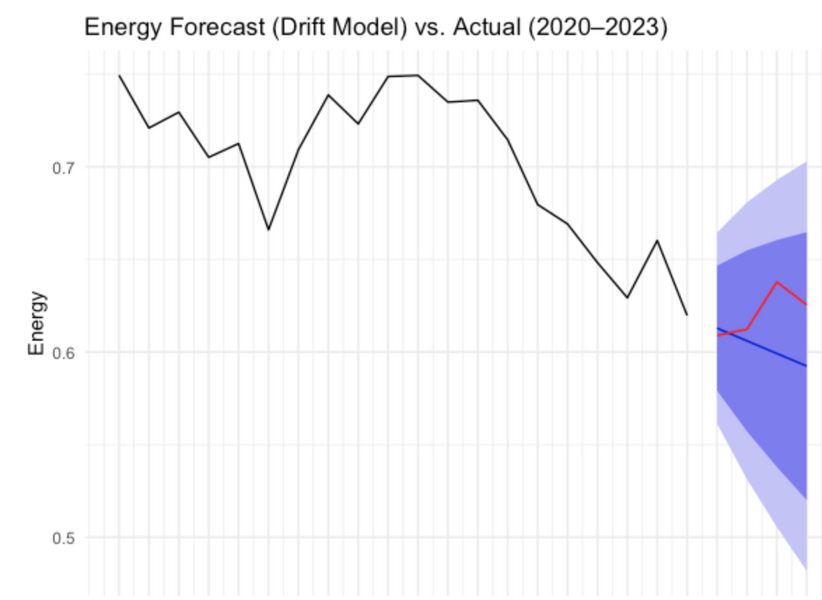 Energy Forecast (Drift Model) vs. Actual (2020–2023)
0.7
Energy
0.6
0.5